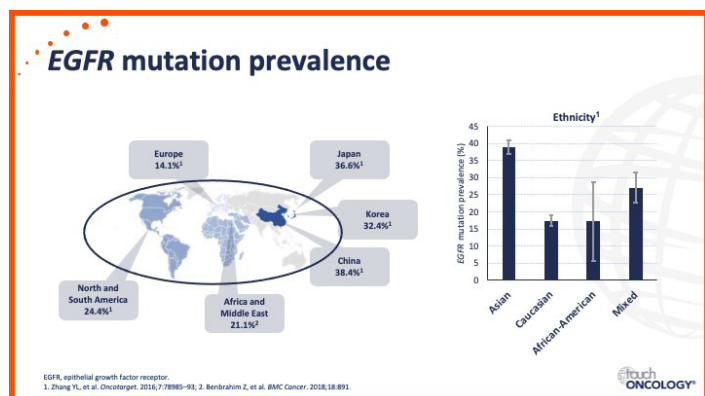 EGFR mutation prevalence
Europe
14.1%¹
Japan
36.6%¹
Korea
32.4%¹
China
38.4%¹
North and
South America
24.4%¹
Africa and
Middle East
21.1%²
Ethnicity¹
EGFR mutation prevalence (%)
45
40
35
30
25
20
15
10
5
0
Asian
Caucasian
African-American
Mixed
EGFR, epithelial growth factor receptor.
1. Zhang YL, et al. Oncotarget. 2016;7:78985–93; 2. Benbrahim Z, et al. BMC Cancer. 2018;18:891.
touch
ONCOLOGY®